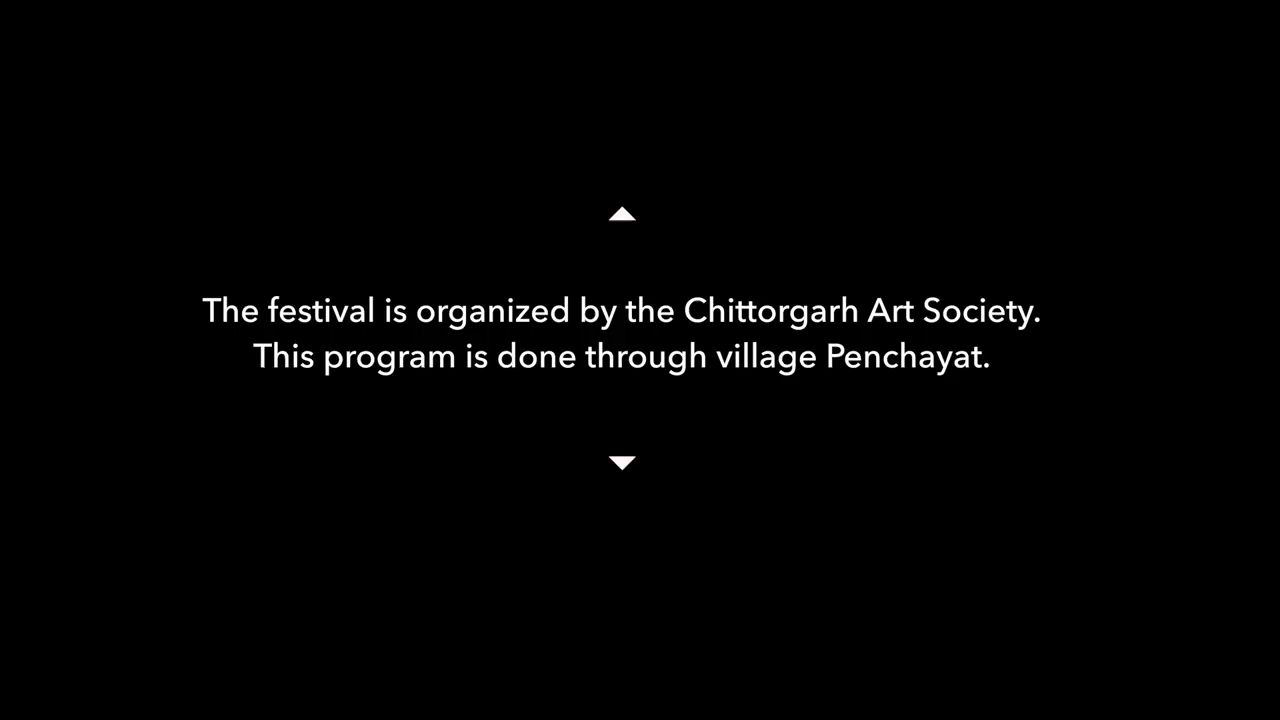 The festival is organized by the Chittorgarh Art Society.
This program is done through village Penchayat.